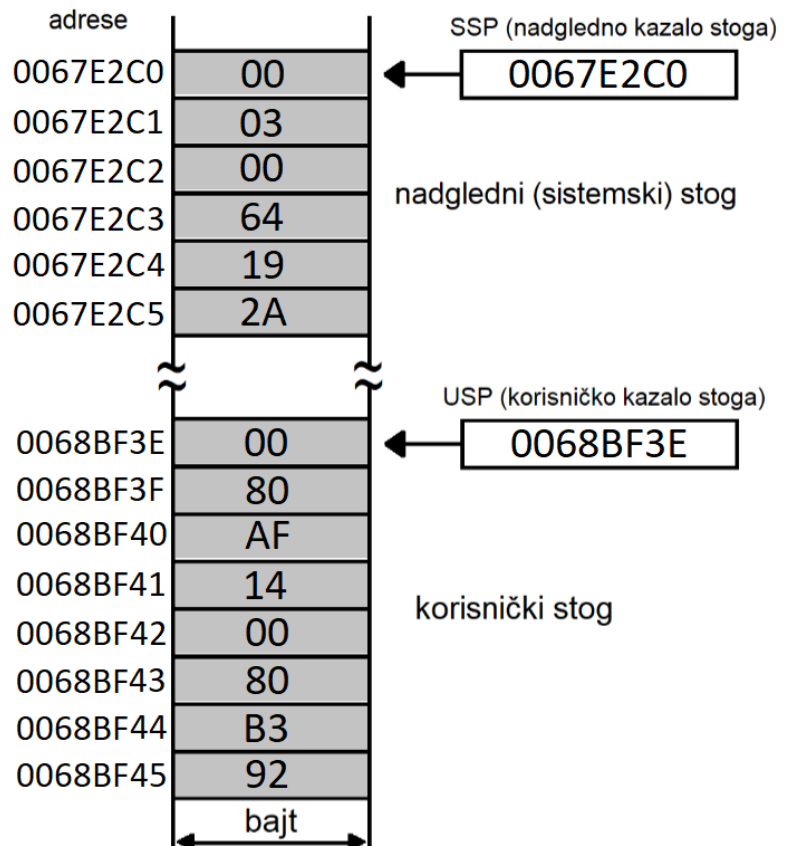 adrese
SSP (nadgledno kazalo stoga)
0067E2C0 00 0067E2C0
0067E2C1 03
0067E2C2 00
nadgledni (sistemski) stog
0067E2C3 64
0067E2C4 19
0067E2C5 2A
USP (korisničko kazalo stoga)
0068BF3E 00 0068BF3E
0068BF3F 80
0068BF40 AF
0068BF41 14
korisnički stog
0068BF42 00
0068BF43 80
0068BF44 B3
0068BF45 92
bajt